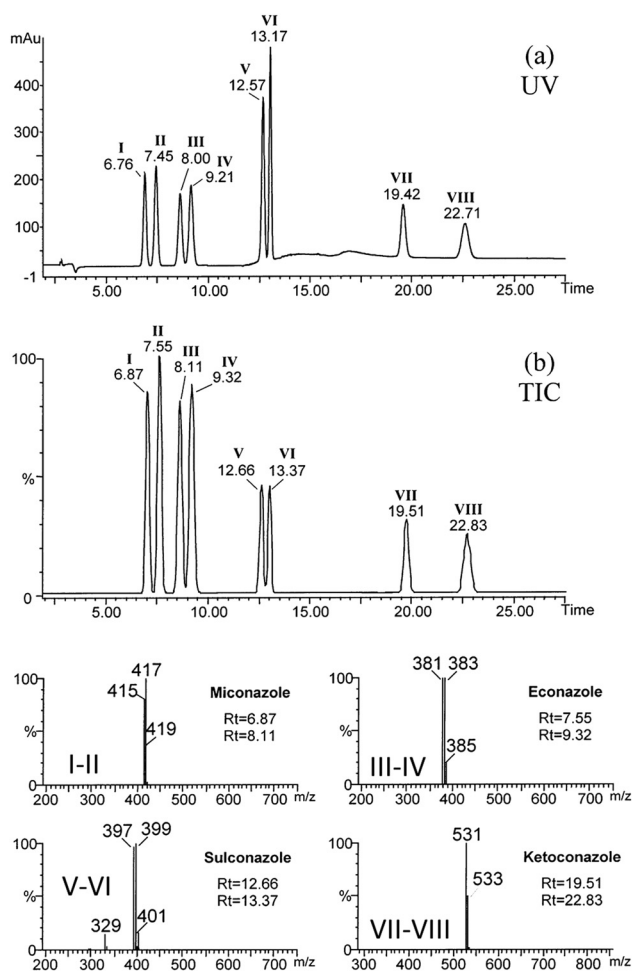 mAu
400
300
200
100
-1
I
6.76
II
7.45
III
8.00
IV
9.21
V
12.57
VI
13.17
VII
19.42
VIII
22.71
(a)
UV
5.00 10.00 15.00 20.00 25.00 Time
100
%
0
I
6.87
II
7.55
III
8.11
IV
9.32
V
12.66
VI
13.37
VII
19.51
VIII
22.83
(b)
TIC
5.00 10.00 15.00 20.00 25.00 Time
100
%
0
417
415
419
Miconazole
Rt=6.87
Rt=8.11
I-II
200 300 400 500 600 700 m/z
100
%
0
381 383
385
Econazole
Rt=7.55
Rt=9.32
III-IV
200 300 400 500 600 700 m/z
100
%
0
397 399
401
329
Sulconazole
Rt=12.66
Rt=13.37
V-VI
200 300 400 500 600 700 m/z
100
%
0
531
533
Ketoconazole
Rt=19.51
Rt=22.83
VII-VIII
300 400 500 600 700 800 m/z